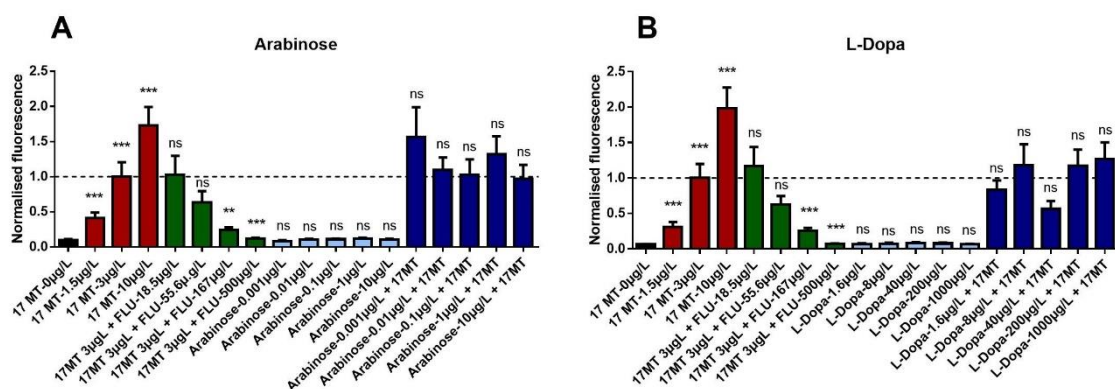 A
Arabinose
Normalised fluorescence
2.5
2.0
1.5
1.0
0.5
0.0
*** *** *** ns ns ** *** ns ns ns ns ns ns ns ns ns ns
17 MT-0µg/L
17 MT-1.5µg/L
17 MT-3µg/L
17 MT-10µg/L
17MT 3µgL + FLU-18.5µg/L
17MT 3µgL + FLU-55.6µg/L
17MT 3µgL + FLU-167µg/L
17MT 3µg/L + FLU-500µg/L
Arabinose-0.001µg/L
Arabinose-0.01µg/L
Arabinose-0.1µg/L
Arabinose-1µg/L
Arabinose-10µg/L
Arabinose-0.001µg/L + 17MT
Arabinose-0.01µg/L + 17MT
Arabinose-0.1µg/L + 17MT
Arabinose-1µg/L + 17MT
Arabinose-10µg/L + 17MT
B
L-Dopa
Normalised fluorescence
2.5
2.0
1.5
1.0
0.5
0.0
*** *** *** ns ns *** *** ns ns ns ns ns ns ns ns ns ns
17 MT-0µg/L
17 MT-1.5µg/L
17 MT-3µg/L
17 MT-10µg/L
17MT 3µgL + FLU-18.5µg/L
17MT 3µgL + FLU-55.6µg/L
17MT 3µgL + FLU-167µg/L
17MT 3µg/L + FLU-500µg/L
L-Dopa-1.6µg/L
L-Dopa-8µg/L
L-Dopa-40µg/L
L-Dopa-200µg/L
L-Dopa-1000µg/L
L-Dopa-1.6µg/L + 17MT
L-Dopa-8µg/L + 17MT
L-Dopa-40µg/L + 17MT
L-Dopa-200µg/L + 17MT
L-Dopa-1000µg/L + 17MT